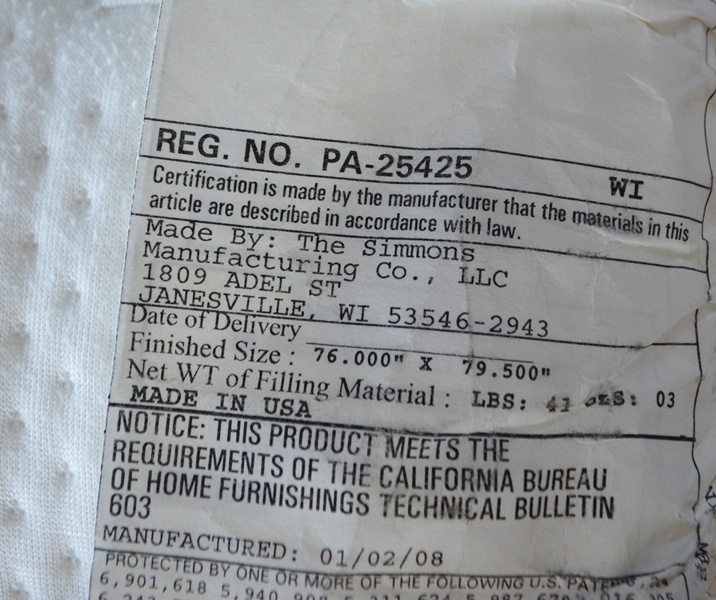 REG. NO. PA-25425 WI
Certification is made by the manufacturer that the materials in this
article are described in accordance with law.
Made By: The Simmons
Manufacturing Co., LLC
1809 ADEL ST
JANESVILLE, WI 53546-2943
Date of Delivery
Finished Size : 76.000" X 79.500"
Net WT of Filling Material : LBS: 41 OZS: 03
MADE IN USA
NOTICE: THIS PRODUCT MEETS THE
REQUIREMENTS OF THE CALIFORNIA BUREAU
OF HOME FURNISHINGS TECHNICAL BULLETIN
603
MANUFACTURED: 01/02/08
PROTECTED BY ONE OR MORE OF THE FOLLOWING U.S.
6,901,618 5,940,